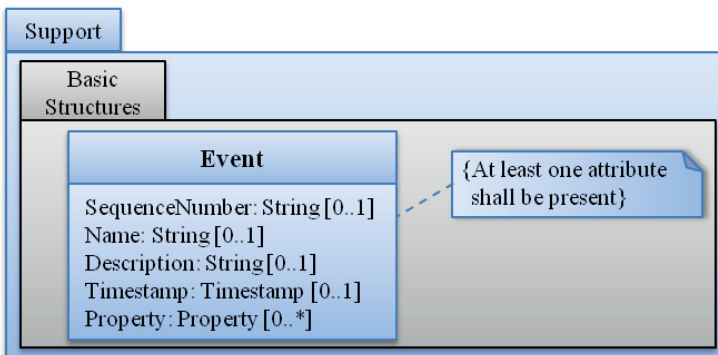 Support
Basic
Structures
Event
SequenceNumber: String [0..1]
Name: String [0..1]
Description: String [0..1]
Timestamp: Timestamp [0..1]
Property: Property [0..*]
{At least one attribute
shall be present}